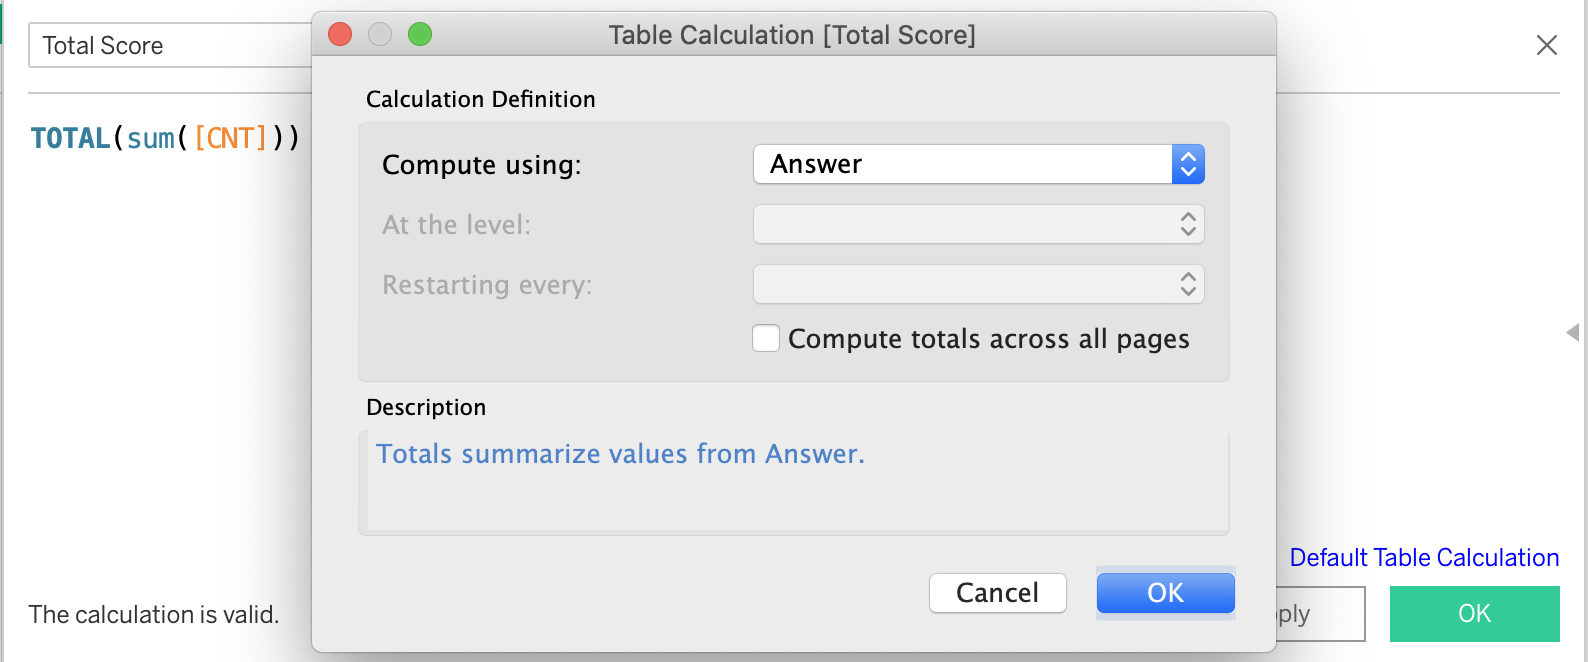 Total Score
Table Calculation [Total Score]
TOTAL(sum([CNT]))
Calculation Definition
Compute using:
Answer
At the level:
Restarting every:
Compute totals across all pages
Description
Totals summarize values from Answer.
Default Table Calculation
Cancel
OK
The calculation is valid.
ply
OK